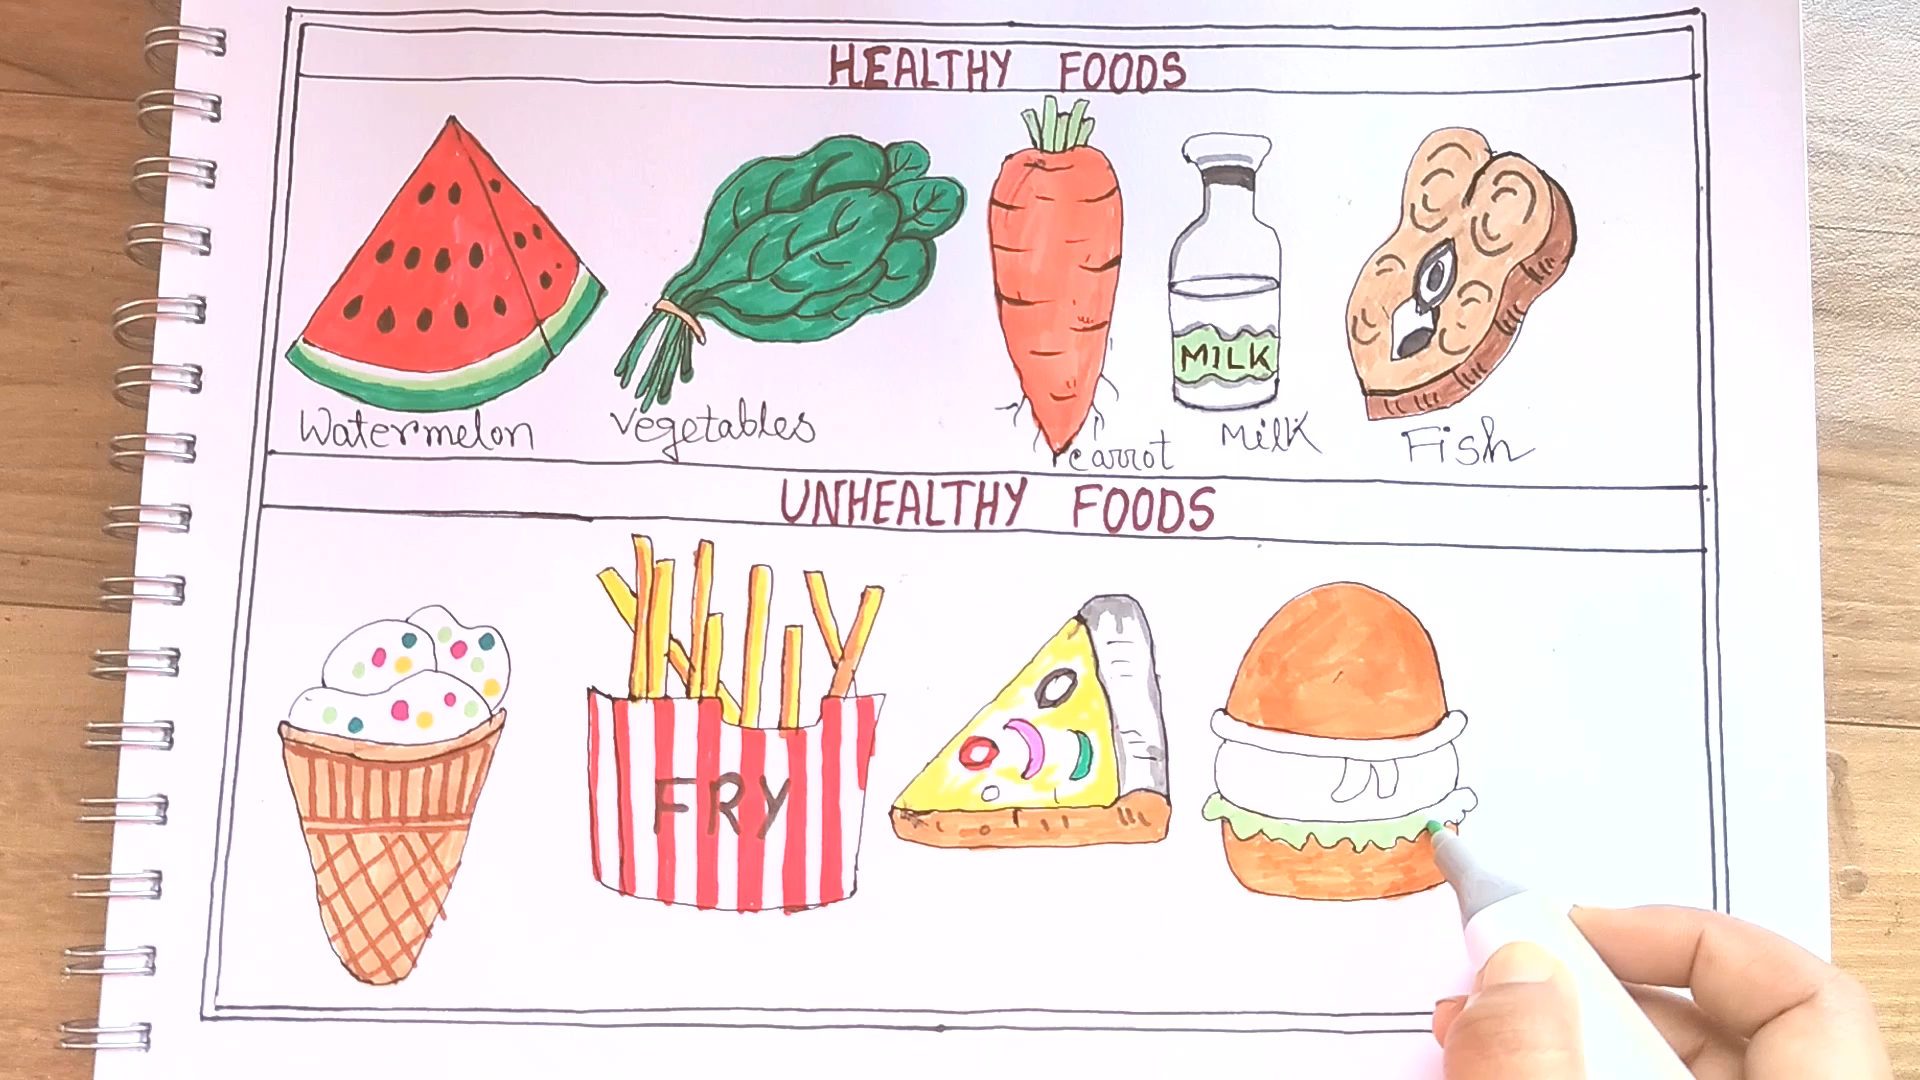 HEALTHY FOODS
MILK
Watermelon
Vegetables
carrot
Milk
Fish
UNHEALTHY FOODS
FRY